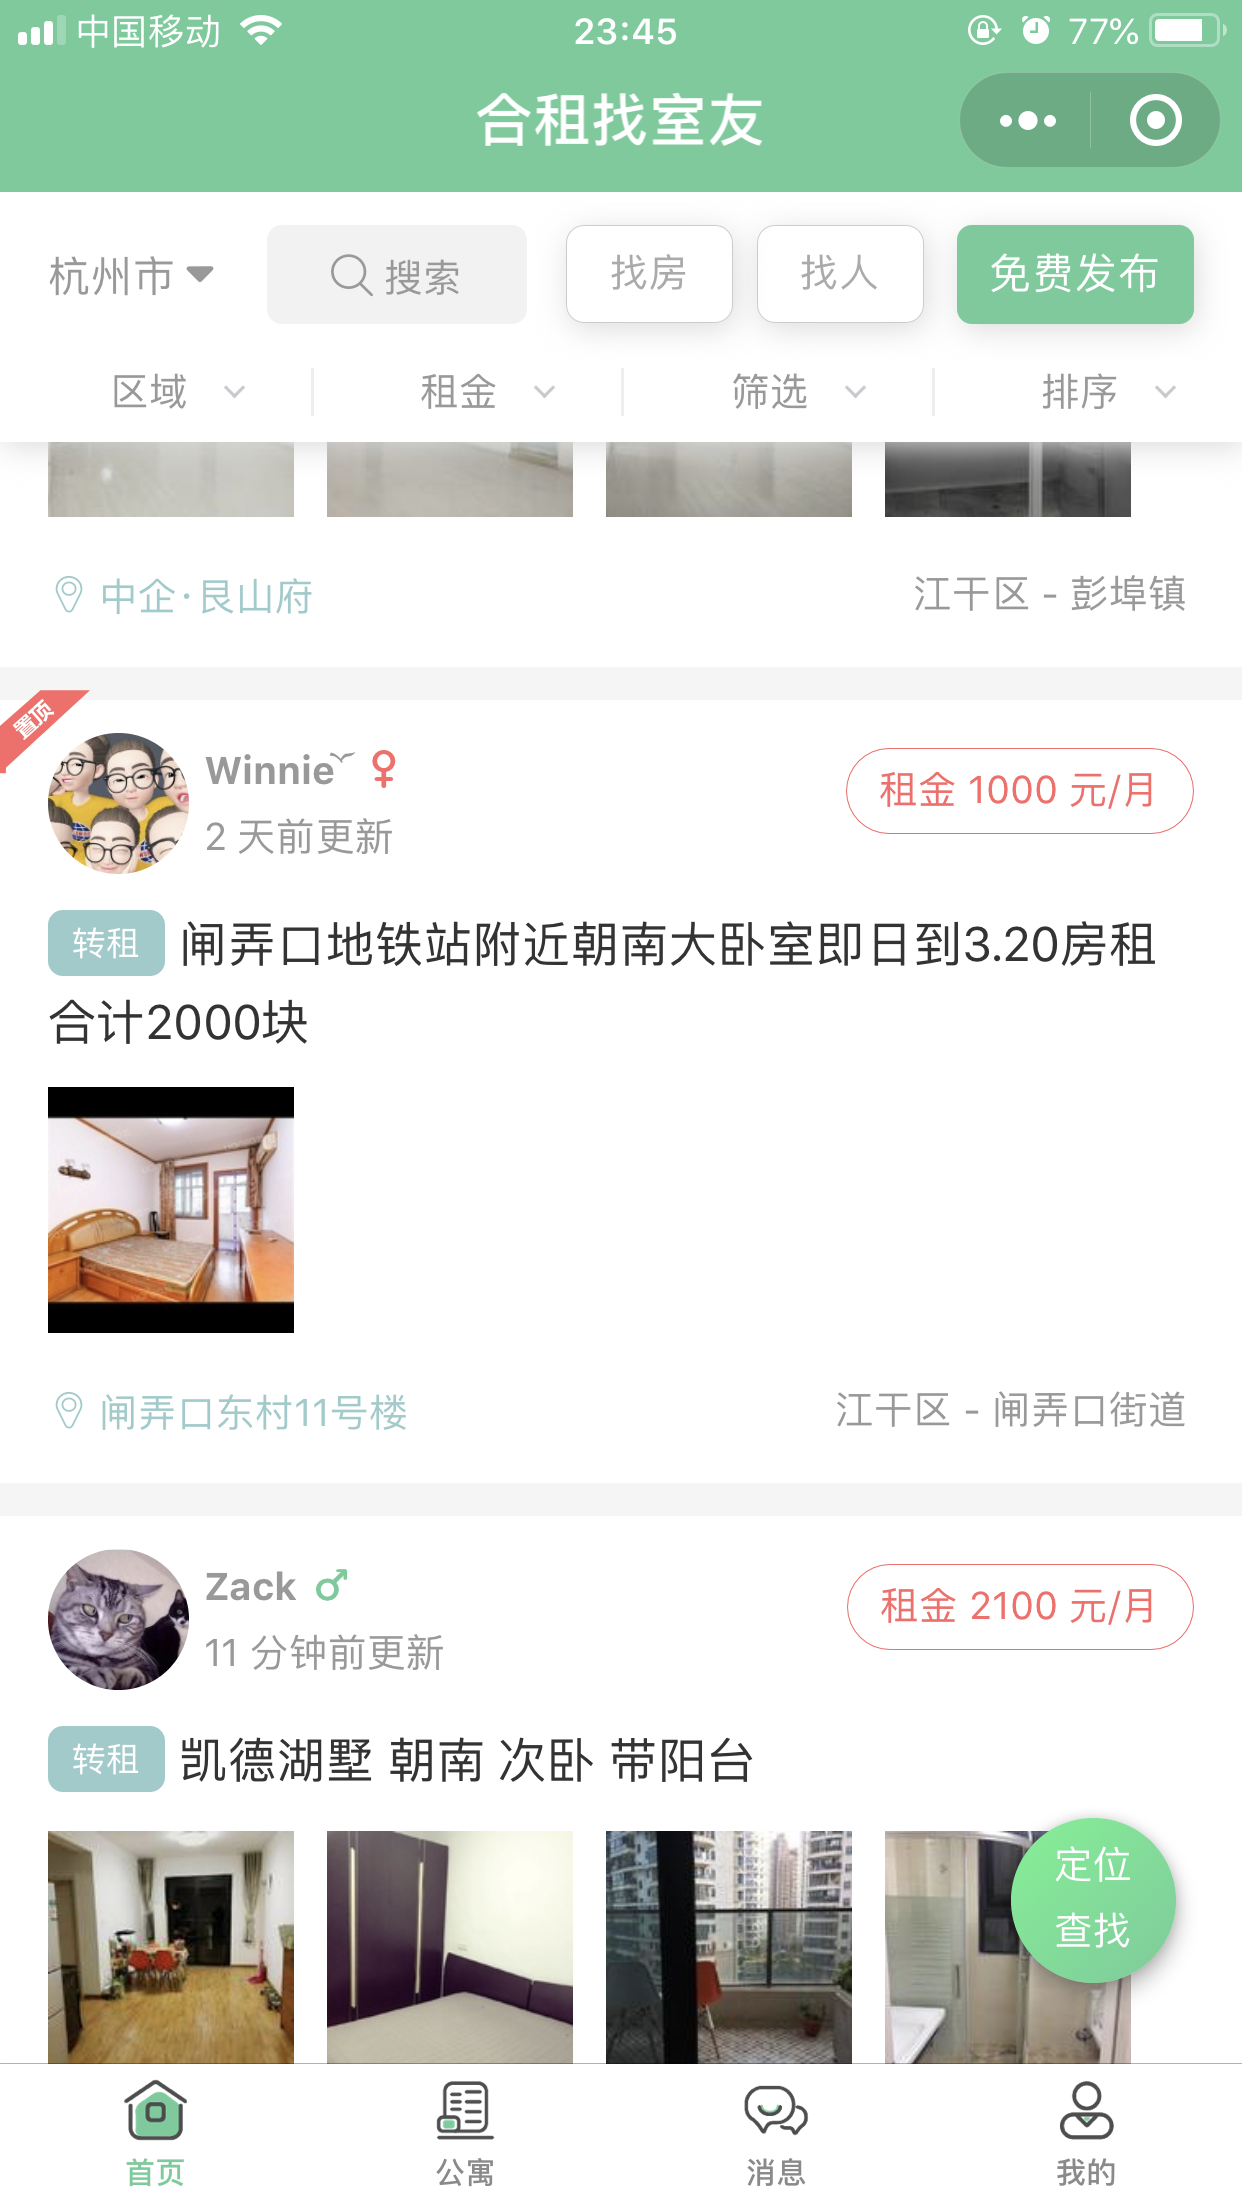 中国移动
23:45
77%
合租找室友
杭州市
搜索
找房
找人
免费发布
区域
租金
筛选
排序
中企·艮山府
江干区 - 彭埠镇
置顶
Winnie
租金 1000 元/月
2 天前更新
转租 闸弄口地铁站附近朝南大卧室即日到3.20房租
合计2000块
闸弄口东村11号楼
江干区 - 闸弄口街道
Zack
租金 2100 元/月
11 分钟前更新
转租 凯德湖墅 朝南 次卧 带阳台
定位
查找
首页
公寓
消息
我的